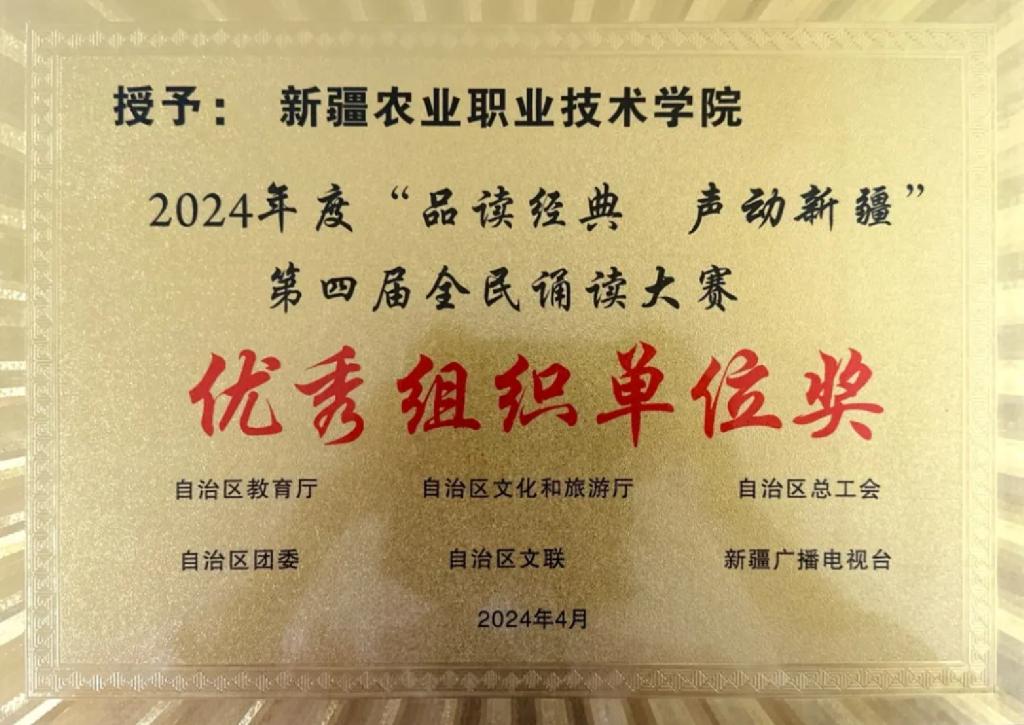 授予： 新疆农业职业技术学院
2024年度“品读经典 声动新疆”
第四届全民诵读大赛
优秀组织单位奖
自治区教育厅 自治区文化和旅游厅 自治区总工会
自治区团委 自治区文联 新疆广播电视台
2024年4月